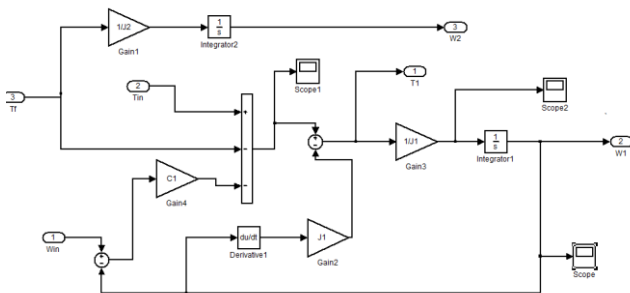 1/J2
Gain1
1
s
Integrator2
3
W2
3
Tf
2
Tin
Scope1
1
T1
Scope2
+
−
−
+
−
1/J1
Gain3
1
s
Integrator1
2
W1
C1
Gain4
1
Win
+
−
du/dt
Derivative1
J1
Gain2
Scope